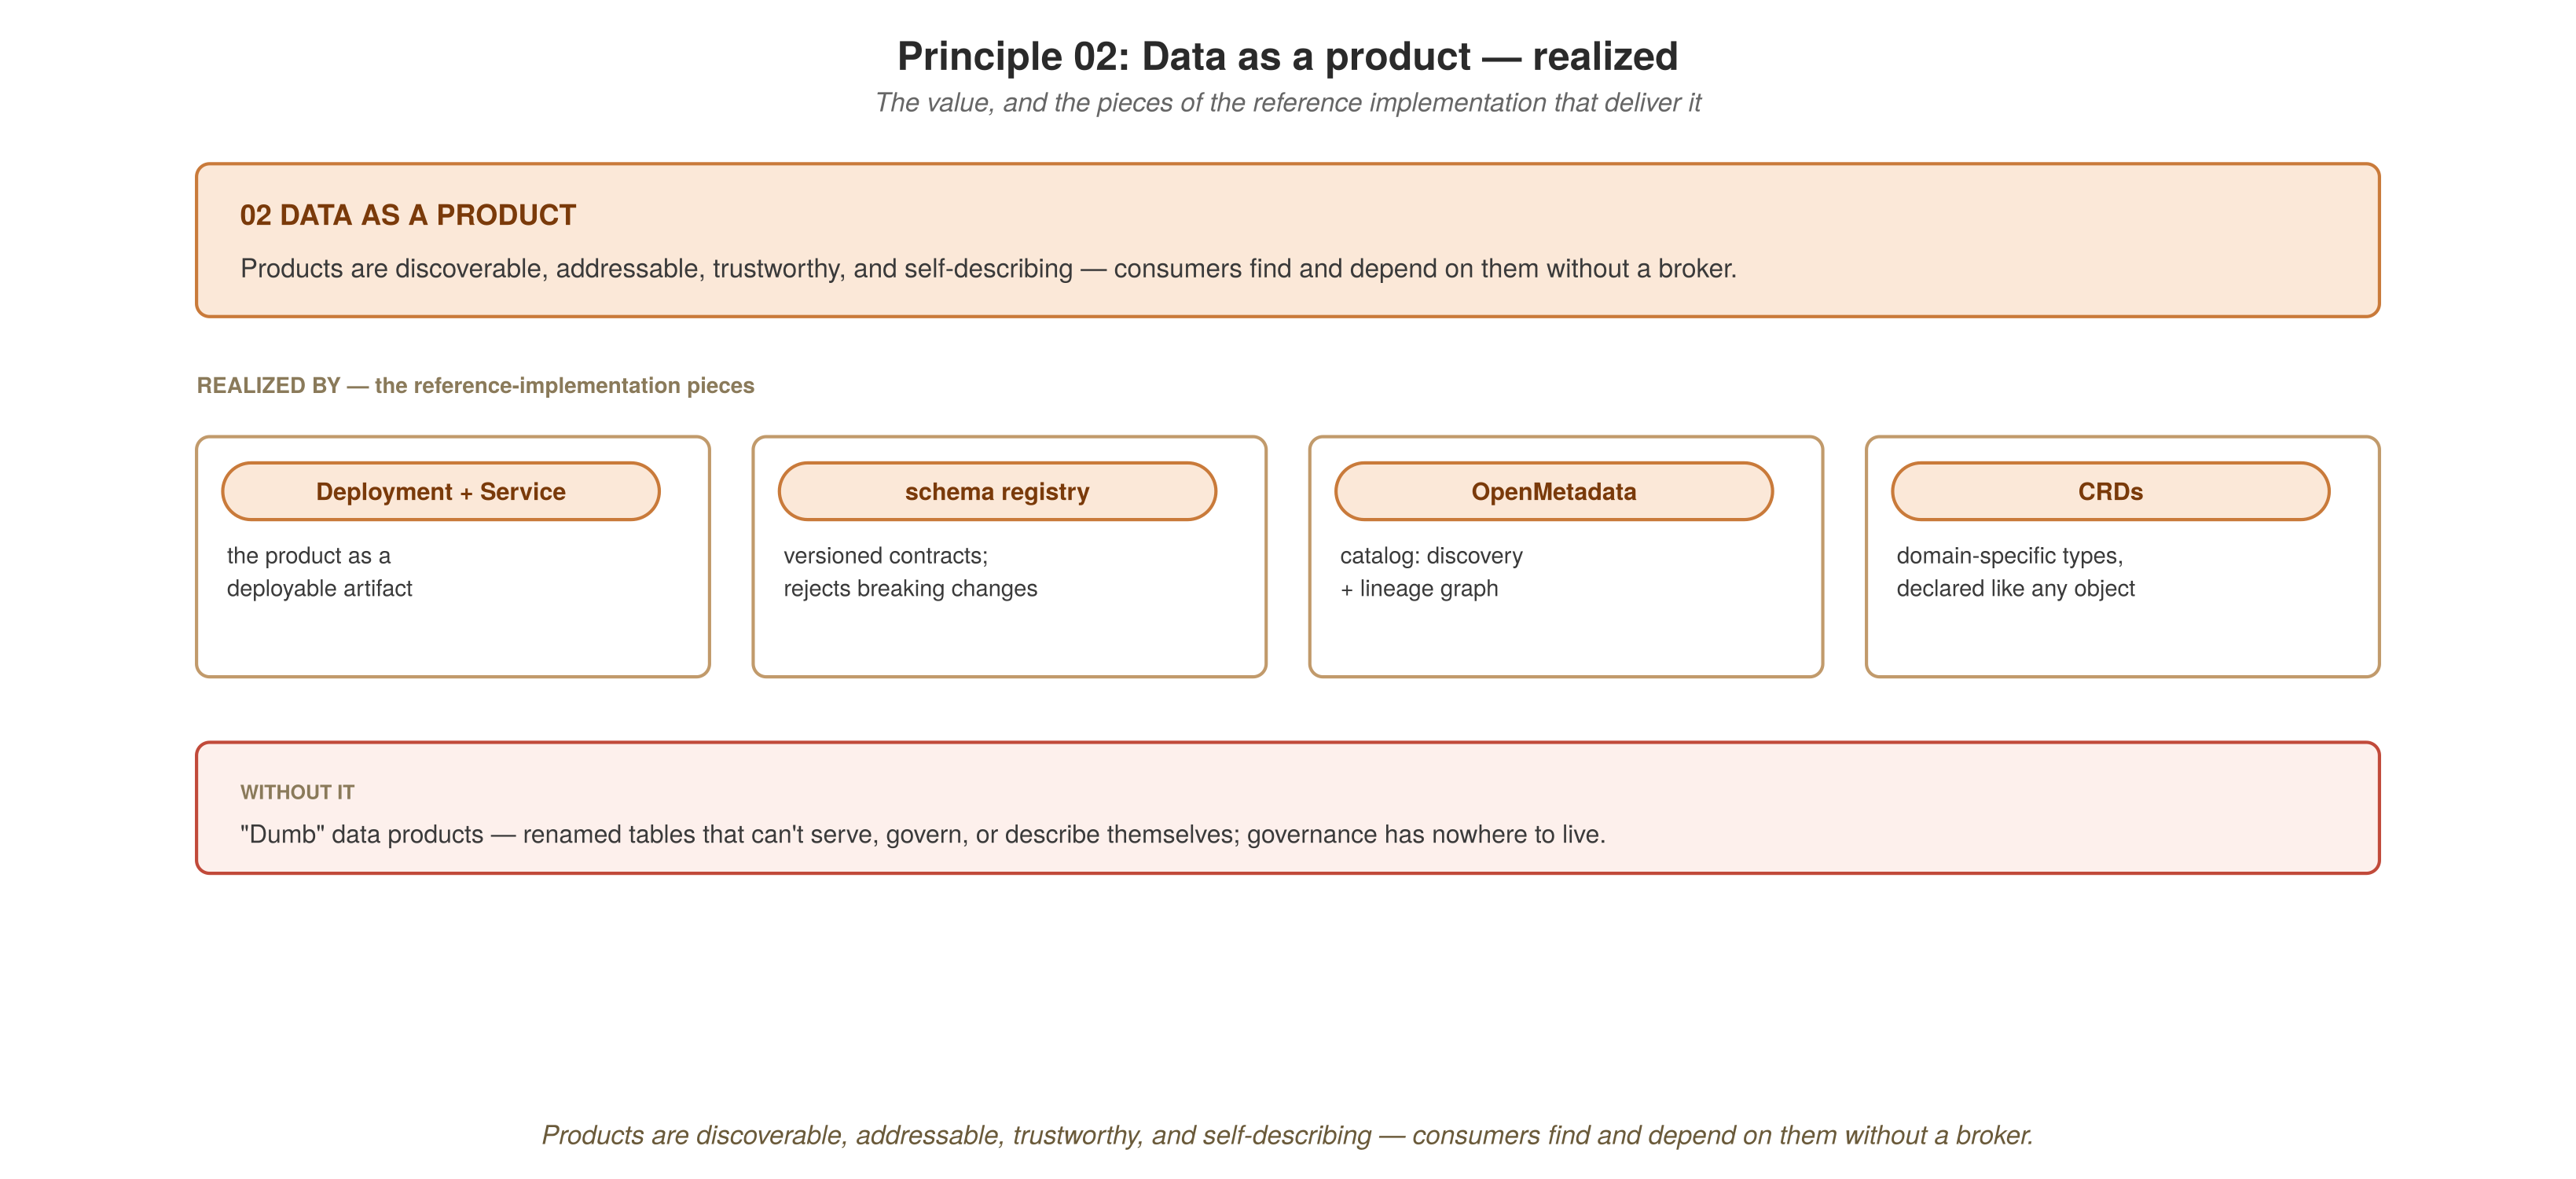 Principle 02: Data as a product — realized
The value, and the pieces of the reference implementation that deliver it
02 DATA AS A PRODUCT
Products are discoverable, addressable, trustworthy, and self-describing — consumers find and depend on them without a broker.
REALIZED BY — the reference-implementation pieces
Deployment + Service
the product as a
deployable artifact
schema registry
versioned contracts;
rejects breaking changes
OpenMetadata
catalog: discovery
+ lineage graph
CRDs
domain-specific types,
declared like any object
WITHOUT IT
"Dumb" data products — renamed tables that can't serve, govern, or describe themselves; governance has nowhere to live.
Products are discoverable, addressable, trustworthy, and self-describing — consumers find and depend on them without a broker.